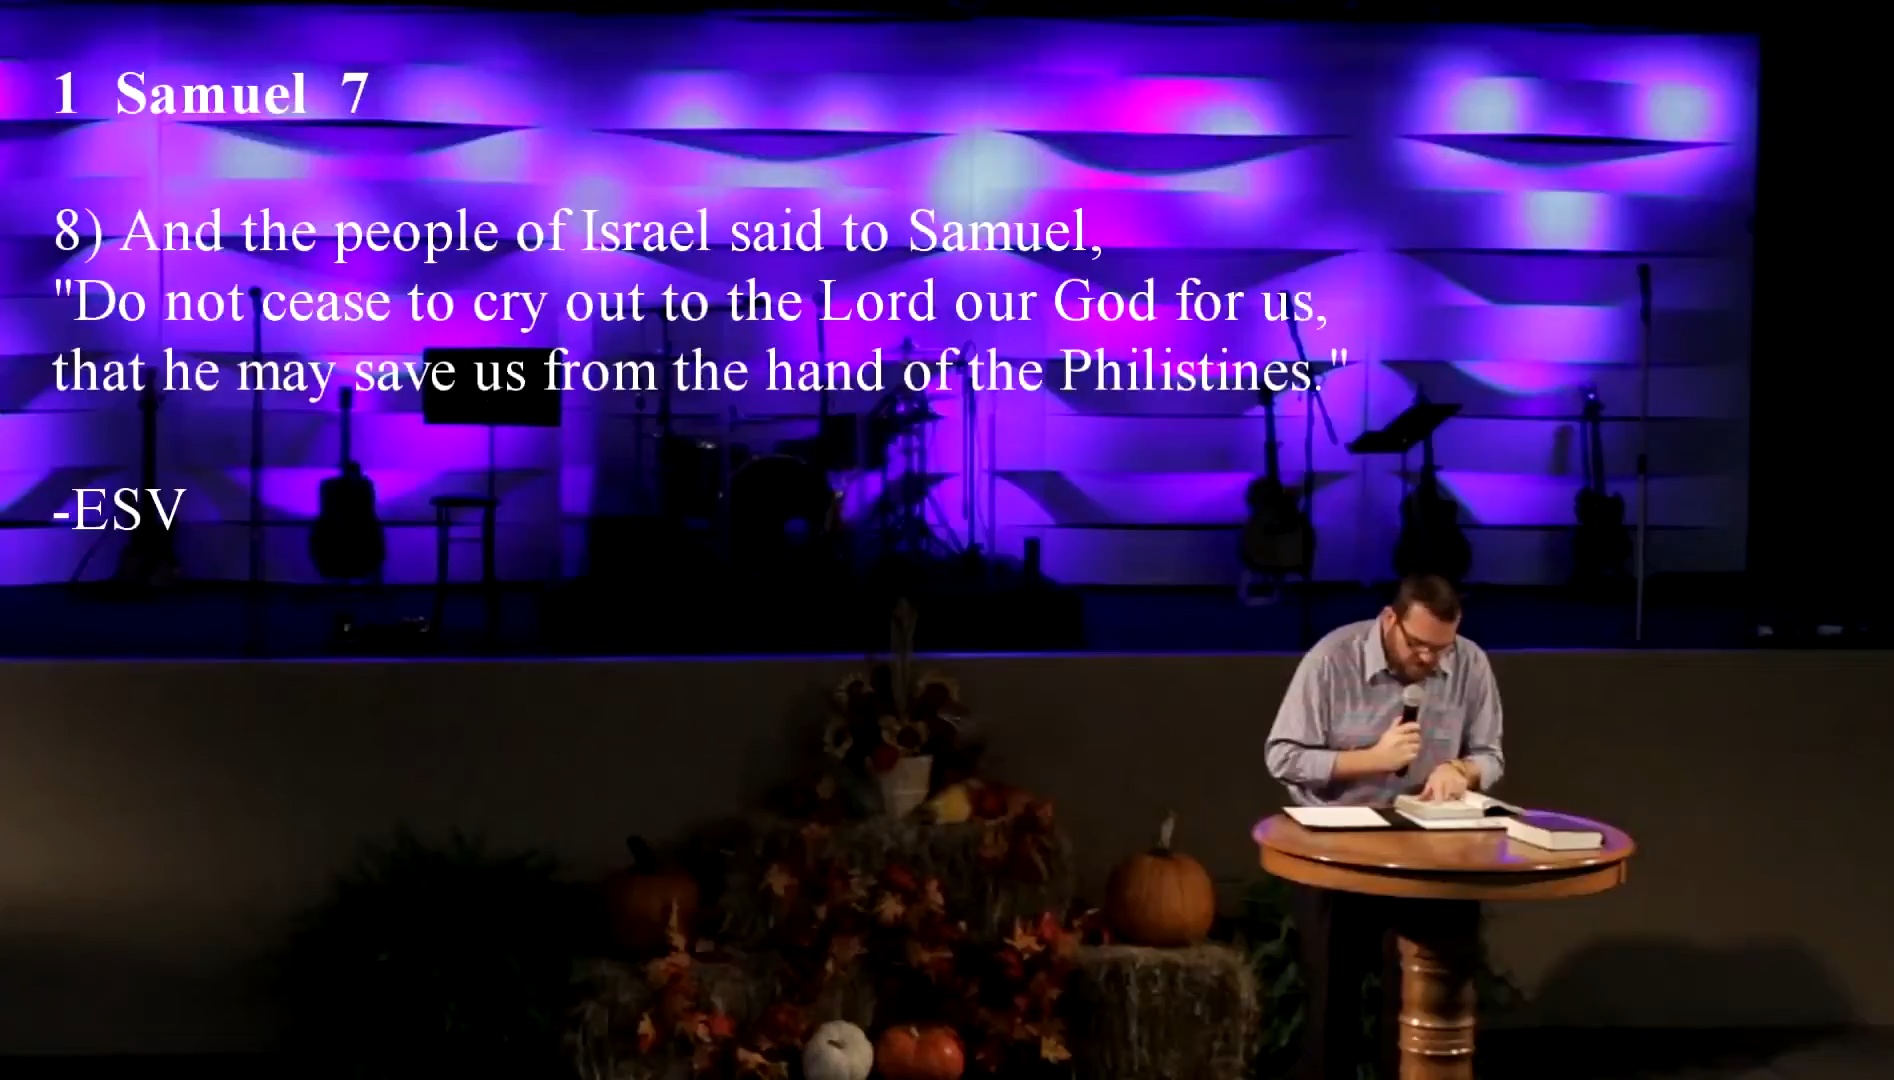 1 Samuel 7
8) And the people of Israel said to Samuel,
"Do not cease to cry out to the Lord our God for us,
that he may save us from the hand of the Philistines."
-ESV